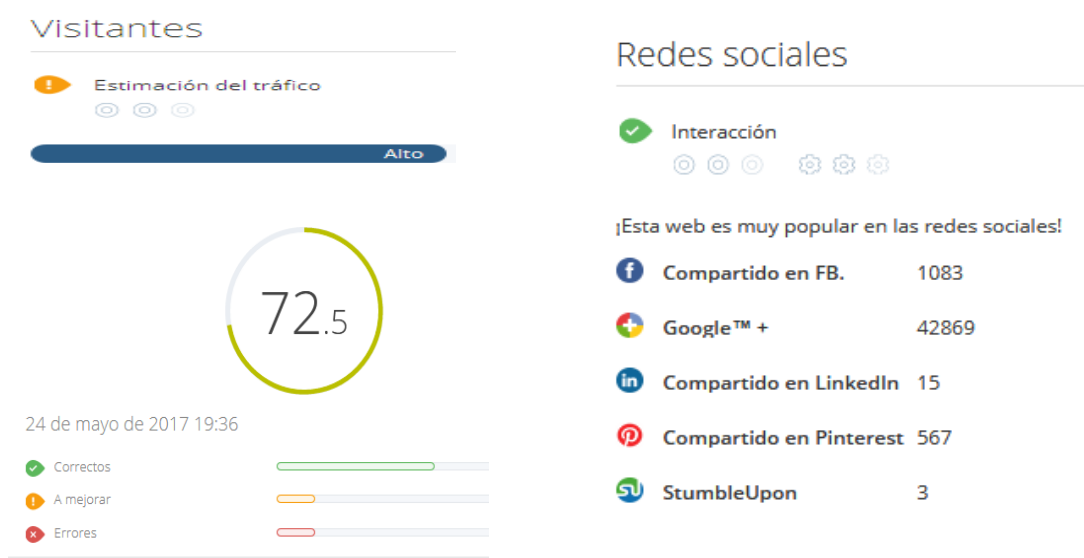 Visitantes
Estimación del tráfico
Alto
72.5
24 de mayo de 2017 19:36
Correctos
A mejorar
Errores
Redes sociales
Interacción
¡Esta web es muy popular en las redes sociales!
Compartido en FB. 1083
Google™ + 42869
Compartido en LinkedIn 15
Compartido en Pinterest 567
StumbleUpon 3